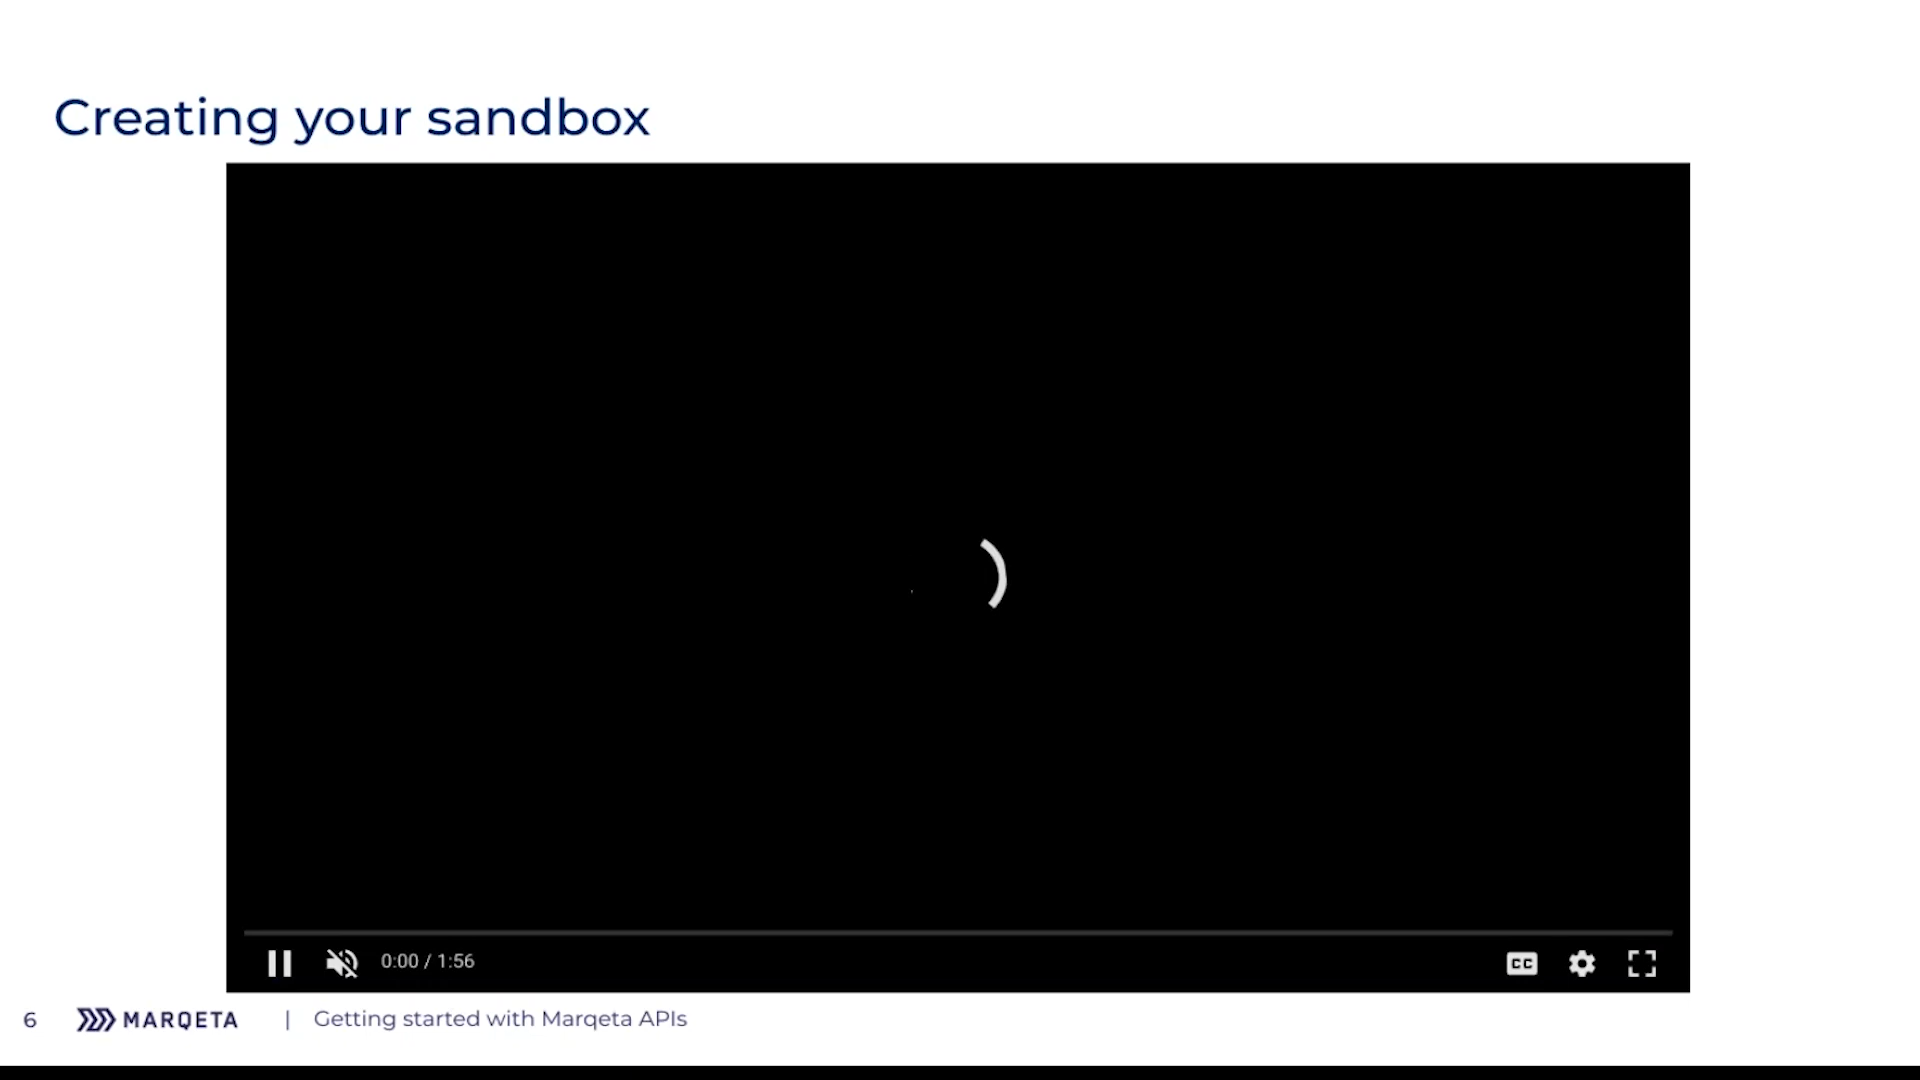 Creating your sandbox
0:00 / 1:56
CC
6 MARQETA | Getting started with Marqeta APIs